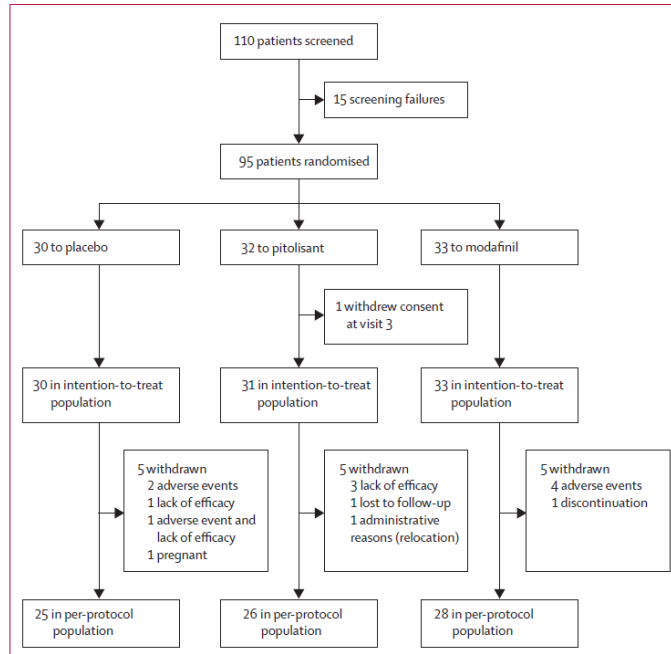 110 patients screened
15 screening failures
95 patients randomised
30 to placebo
32 to pitolisant
33 to modafinil
1 withdrew consent
at visit 3
30 in intention-to-treat
population
31 in intention-to-treat
population
33 in intention-to-treat
population
5 withdrawn
2 adverse events
1 lack of efficacy
1 adverse event and
lack of efficacy
1 pregnant
5 withdrawn
3 lack of efficacy
1 lost to follow-up
1 administrative
reasons (relocation)
5 withdrawn
4 adverse events
1 discontinuation
25 in per-protocol
population
26 in per-protocol
population
28 in per-protocol
population